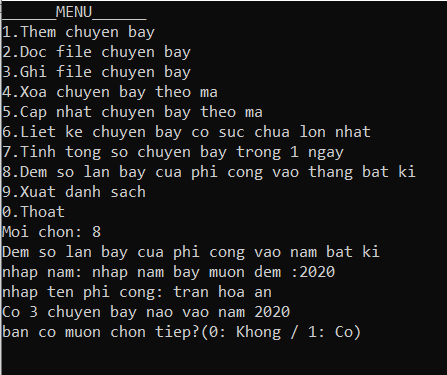 ______MENU______
1.Them chuyen bay
2.Doc file chuyen bay
3.Ghi file chuyen bay
4.Xoa chuyen bay theo ma
5.Cap nhat chuyen bay theo ma
6.Liet ke chuyen bay co suc chua lon nhat
7.Tinh tong so chuyen bay trong 1 ngay
8.Dem so lan bay cua phi cong vao thang bat ki
9.Xuat danh sach
0.Thoat
Moi chon: 8
Dem so lan bay cua phi cong vao nam bat ki
nhap nam: nhap nam bay muon dem :2020
nhap ten phi cong: tran hoa an
Co 3 chuyen bay nao vao nam 2020
ban co muon chon tiep?(0: Khong / 1: Co)